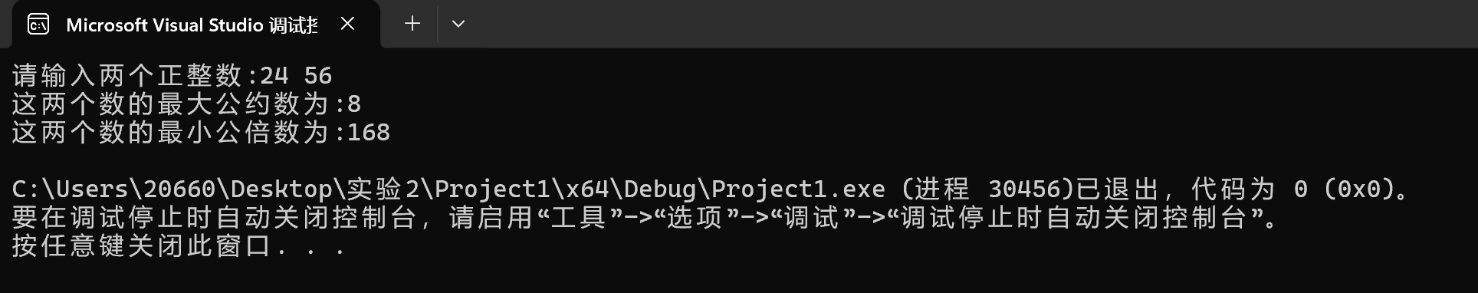 Microsoft Visual Studio 调试控
请输入两个正整数:24 56
这两个数的最大公约数为:8
这两个数的最小公倍数为:168
C:\Users\20660\Desktop\实验2\Project1\x64\Debug\Project1.exe (进程 30456)已退出，代码为 0 (0x0)。
要在调试停止时自动关闭控制台，请启用“工具”->“选项”->“调试”->“调试停止时自动关闭控制台”。
按任意键关闭此窗口. . .